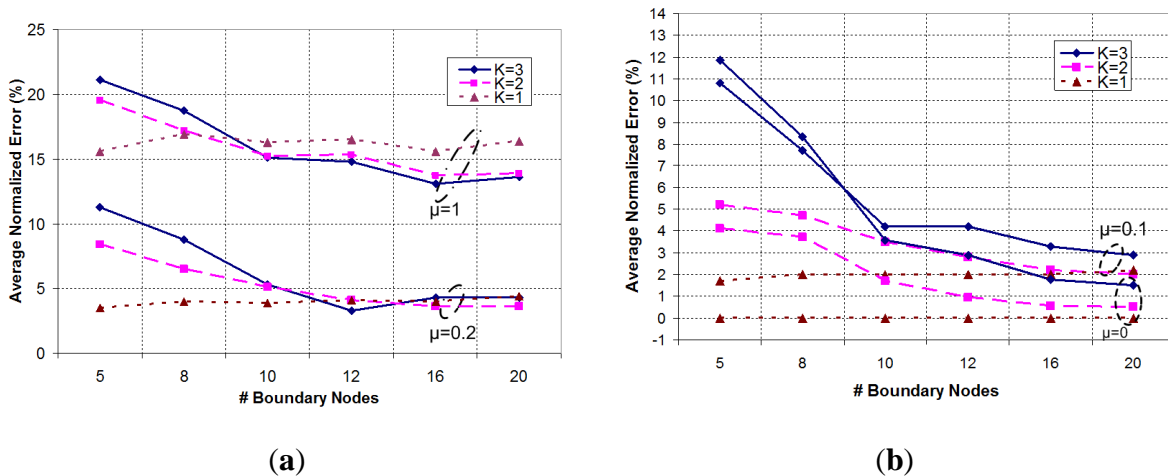 25
20
15
10
5
0
5
8
10
12
16
20
Average Normalized Error (%)
# Boundary Nodes
K=3
K=2
K=1
μ=1
μ=0.2
(a)
14
13
12
11
10
9
8
7
6
5
4
3
2
1
0
-1
5
8
10
12
16
20
Average Normalized Error (%)
# Boundary Nodes
K=3
K=2
K=1
μ=0.1
μ=0
(b)